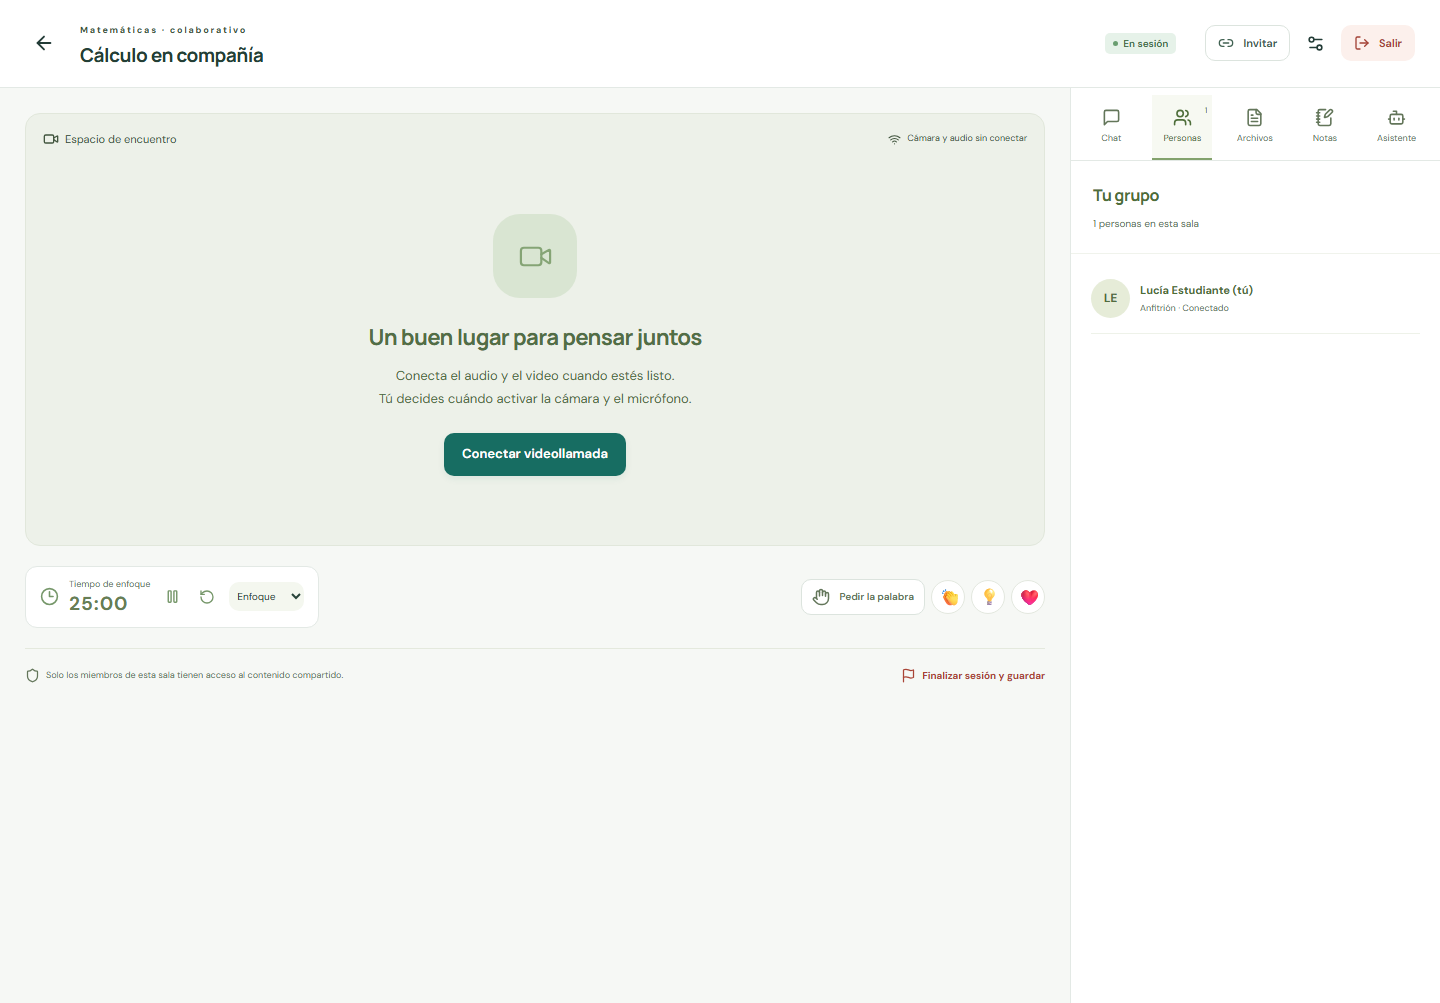 Matemáticas · colaborativo
Cálculo en compañía
En sesión
Invitar
Salir
Espacio de encuentro
Cámara y audio sin conectar
Un buen lugar para pensar juntos
Conecta el audio y el video cuando estés listo.
Tú decides cuándo activar la cámara y el micrófono.
Conectar videollamada
Tiempo de enfoque
25:00
Enfoque
Pedir la palabra
Solo los miembros de esta sala tienen acceso al contenido compartido.
Finalizar sesión y guardar
Chat
Personas
1
Archivos
Notas
Asistente
Tu grupo
1 personas en esta sala
LE
Lucía Estudiante (tú)
Anfitrión · Conectado